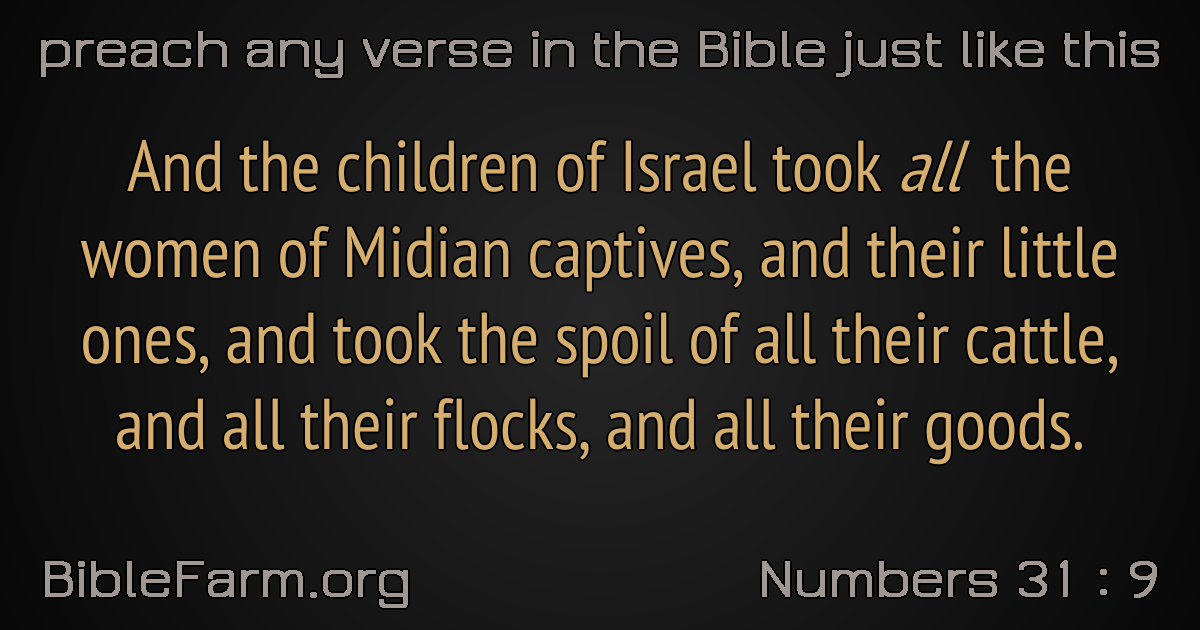 preach any verse in the Bible just like this
And the children of Israel took all the
women of Midian captives, and their little
ones, and took the spoil of all their cattle,
and all their flocks, and all their goods.
BibleFarm.org
Numbers 31 : 9